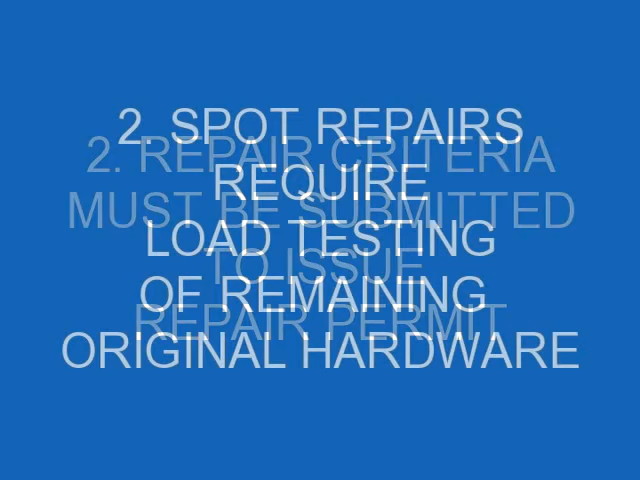 2. SPOT REPAIRS
REQUIRE
LOAD TESTING
OF REMAINING
ORIGINAL HARDWARE
2. REPAIR CRITERIA
MUST BE SUBMITTED
TO ISSUE
REPAIR PERMIT